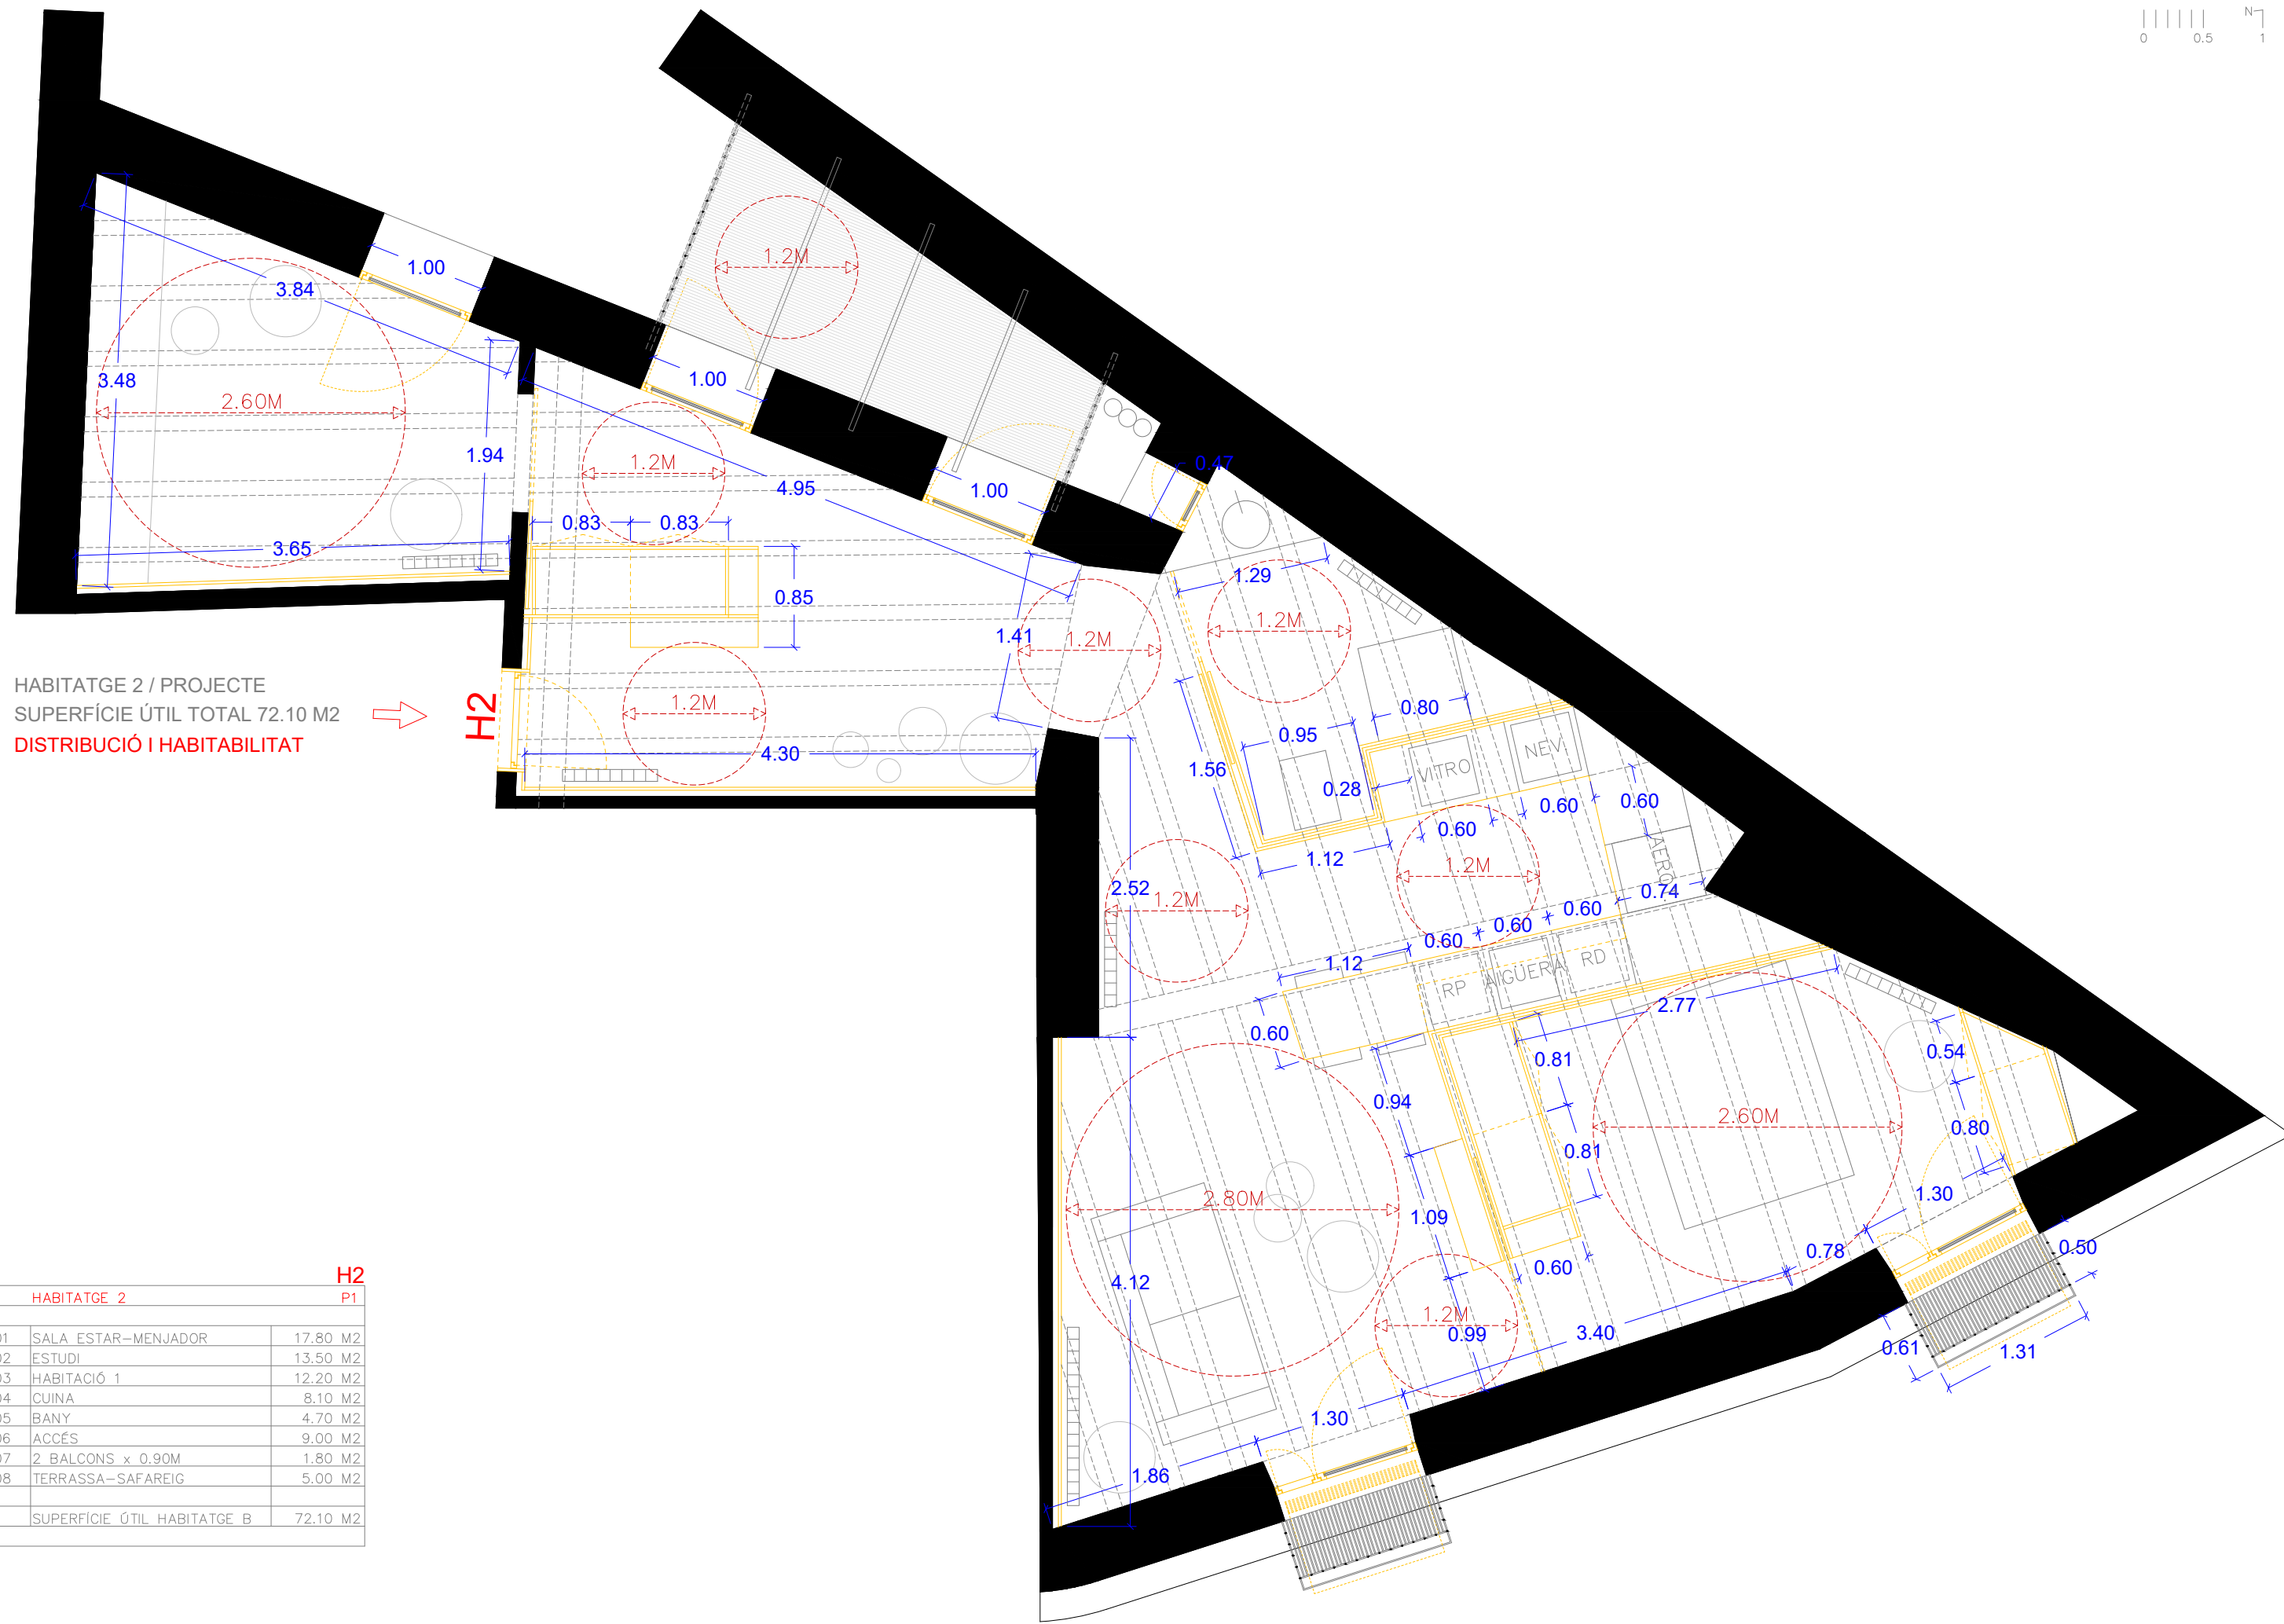 N
0 0.5 1
1.2M
1.00
3.84
3.48
2.60M
1.00
1.94
1.2M
4.95
1.00
0.47
3.65
0.83 0.83
0.85
1.29
1.41
1.2M
1.2M
HABITATGE 2 / PROJECTE
SUPERFÍCIE ÚTIL TOTAL 72.10 M2
DISTRIBUCIÓ I HABITABILITAT
H2
1.2M
4.30
0.80
0.95
NEV.
VITRO
1.56
0.28
0.60
0.60
0.60
AERO.
1.12
1.2M
2.52
1.2M
0.74
0.60
0.60
0.60
1.12
RP AIGÜERA RD
2.77
0.60
0.81
0.54
0.94
2.60M
0.80
0.81
2.80M
1.09
1.30
0.78
0.50
4.12
0.60
1.2M
0.99
3.40
0.61
1.31
1.30
1.86
H2
HABITATGE 2 P1
01 SALA ESTAR-MENJADOR 17.80 M2
02 ESTUDI 13.50 M2
03 HABITACIÓ 1 12.20 M2
04 CUINA 8.10 M2
05 BANY 4.70 M2
06 ACCÉS 9.00 M2
07 2 BALCONS x 0.90M 1.80 M2
08 TERRASSA-SAFAREIG 5.00 M2
SUPERFÍCIE ÚTIL HABITATGE B 72.10 M2